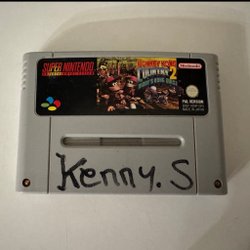 SUPER NINTENDO
DONKEY KONG
COUNTRY 2
Nintendo
PAL VERSION
Kenny. S